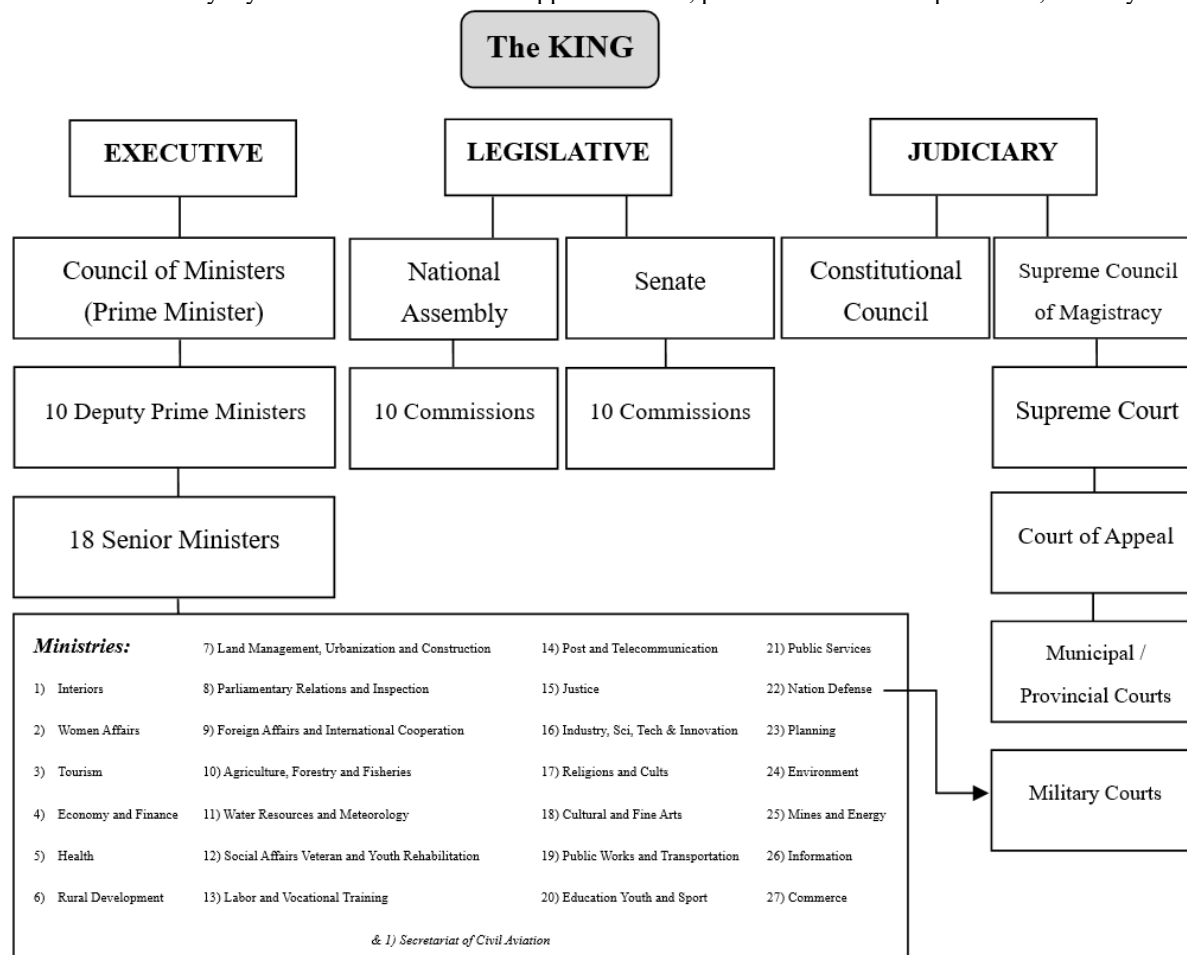 The KING
EXECUTIVE
LEGISLATIVE
JUDICIARY
Council of Ministers
(Prime Minister)
National
Assembly
Senate
Constitutional
Council
Supreme Council
of Magistracy
10 Deputy Prime Ministers
10 Commissions
10 Commissions
Supreme Court
18 Senior Ministers
Court of Appeal
Municipal /
Provincial Courts
Military Courts
Ministries:
1) Interiors
2) Women Affairs
3) Tourism
4) Economy and Finance
5) Health
6) Rural Development
7) Land Management, Urbanization and Construction
8) Parliamentary Relations and Inspection
9) Foreign Affairs and International Cooperation
10) Agriculture, Forestry and Fisheries
11) Water Resources and Meteorology
12) Social Affairs Veteran and Youth Rehabilitation
13) Labor and Vocational Training
14) Post and Telecommunication
15) Justice
16) Industry, Sci, Tech & Innovation
17) Religions and Cults
18) Cultural and Fine Arts
19) Public Works and Transportation
20) Education Youth and Sport
21) Public Services
22) Nation Defense
23) Planning
24) Environment
25) Mines and Energy
26) Information
27) Commerce
& 1) Secretariat of Civil Aviation